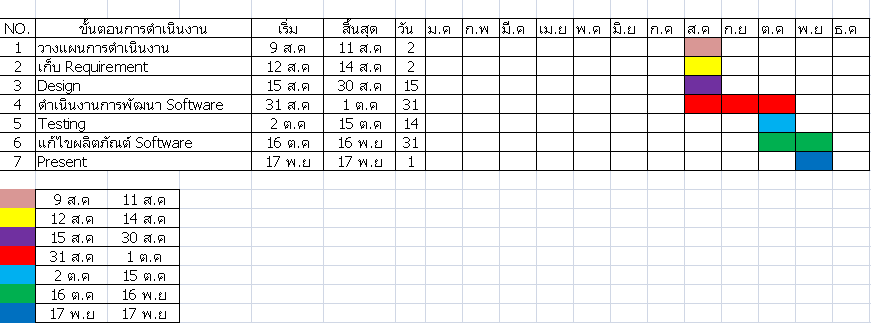 NO. ขั้นตอนการดำเนินงาน เริ่ม สิ้นสุด วัน ม.ค ก.พ มี.ค เม.ย พ.ค มิ.ย ก.ค ส.ค ก.ย ต.ค พ.ย ธ.ค
1 วางแผนการดำเนินงาน 9 ส.ค 11 ส.ค 2
2 เก็บ Requirement 12 ส.ค 14 ส.ค 2
3 Design 15 ส.ค 30 ส.ค 15
4 ดำเนินงานการพัฒนา Software 31 ส.ค 1 ต.ค 31
5 Testing 2 ต.ค 15 ต.ค 14
6 แก้ไขผลิตภัณต์ Software 16 ต.ค 16 พ.ย 31
7 Present 17 พ.ย 17 พ.ย 1
9 ส.ค 11 ส.ค
12 ส.ค 14 ส.ค
15 ส.ค 30 ส.ค
31 ส.ค 1 ต.ค
2 ต.ค 15 ต.ค
16 ต.ค 16 พ.ย
17 พ.ย 17 พ.ย